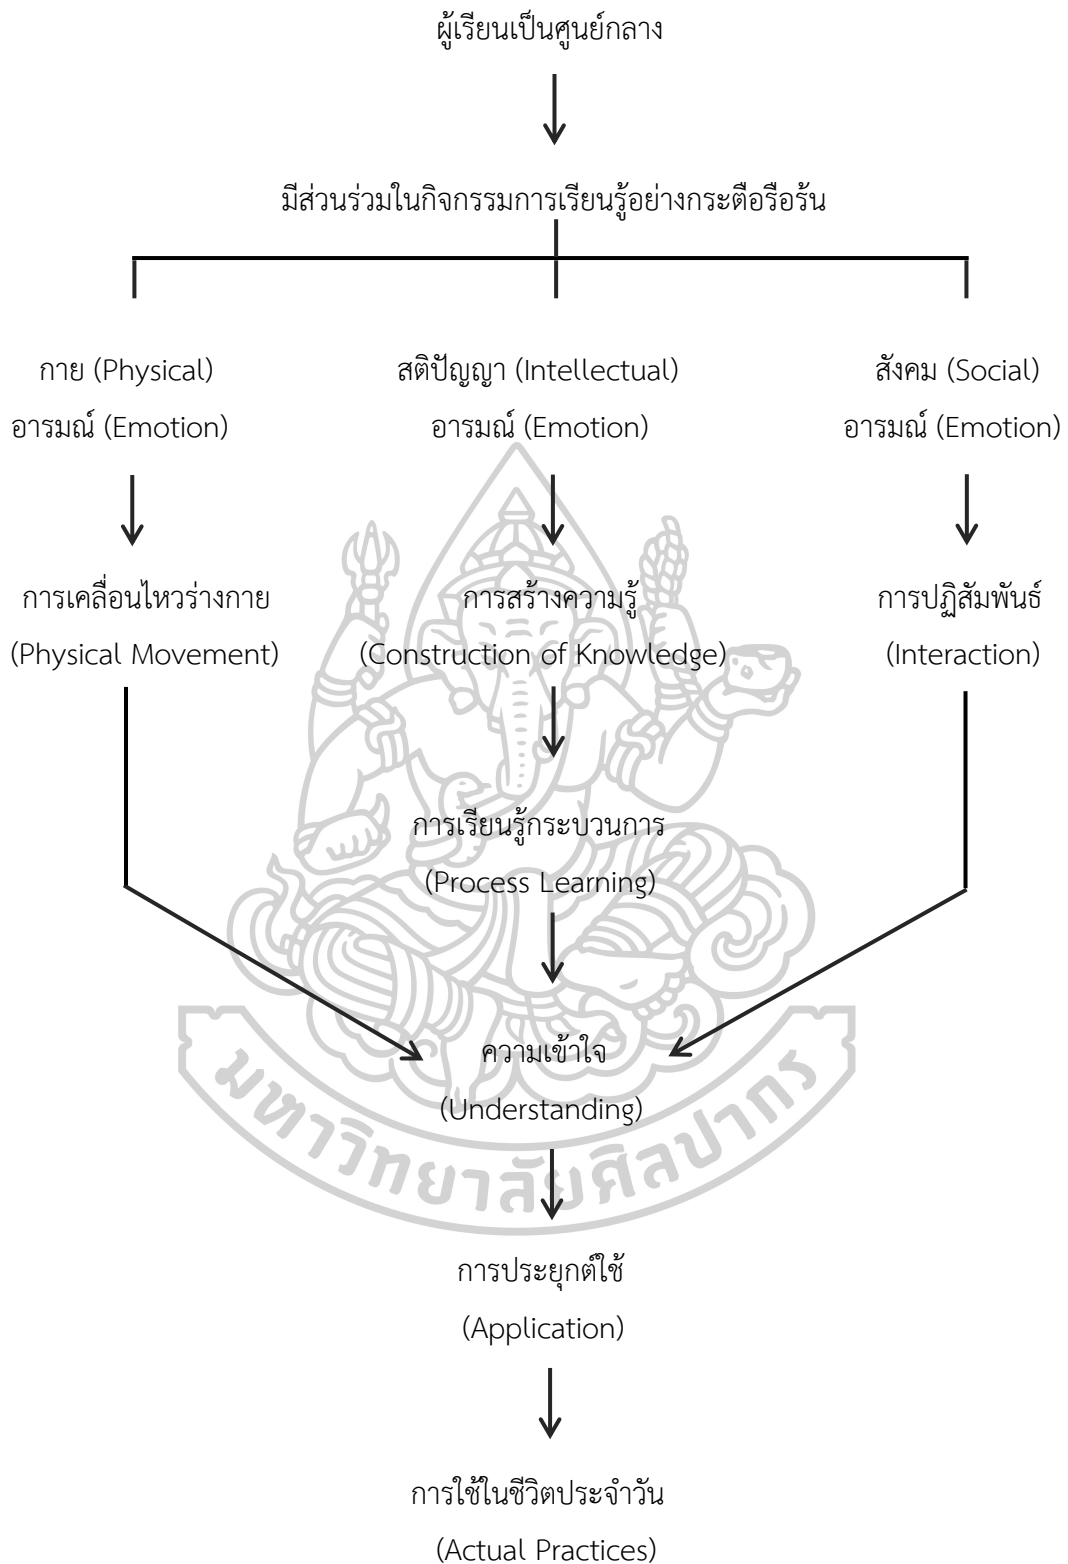 ผู้เรียนเป็นศูนย์กลาง
มีส่วนร่วมในกิจกรรมการเรียนรู้อย่างกระตือรือร้น
กาย (Physical)
อารมณ์ (Emotion)
สติปัญญา (Intellectual)
อารมณ์ (Emotion)
สังคม (Social)
อารมณ์ (Emotion)
การเคลื่อนไหวร่างกาย
(Physical Movement)
การสร้างความรู้
(Construction of Knowledge)
การปฏิสัมพันธ์
(Interaction)
การเรียนรู้กระบวนการ
(Process Learning)
ความเข้าใจ
(Understanding)
มหาวิทยาลัยศิลปากร
การประยุกต์ใช้
(Application)
การใช้ในชีวิตประจำวัน
(Actual Practices)